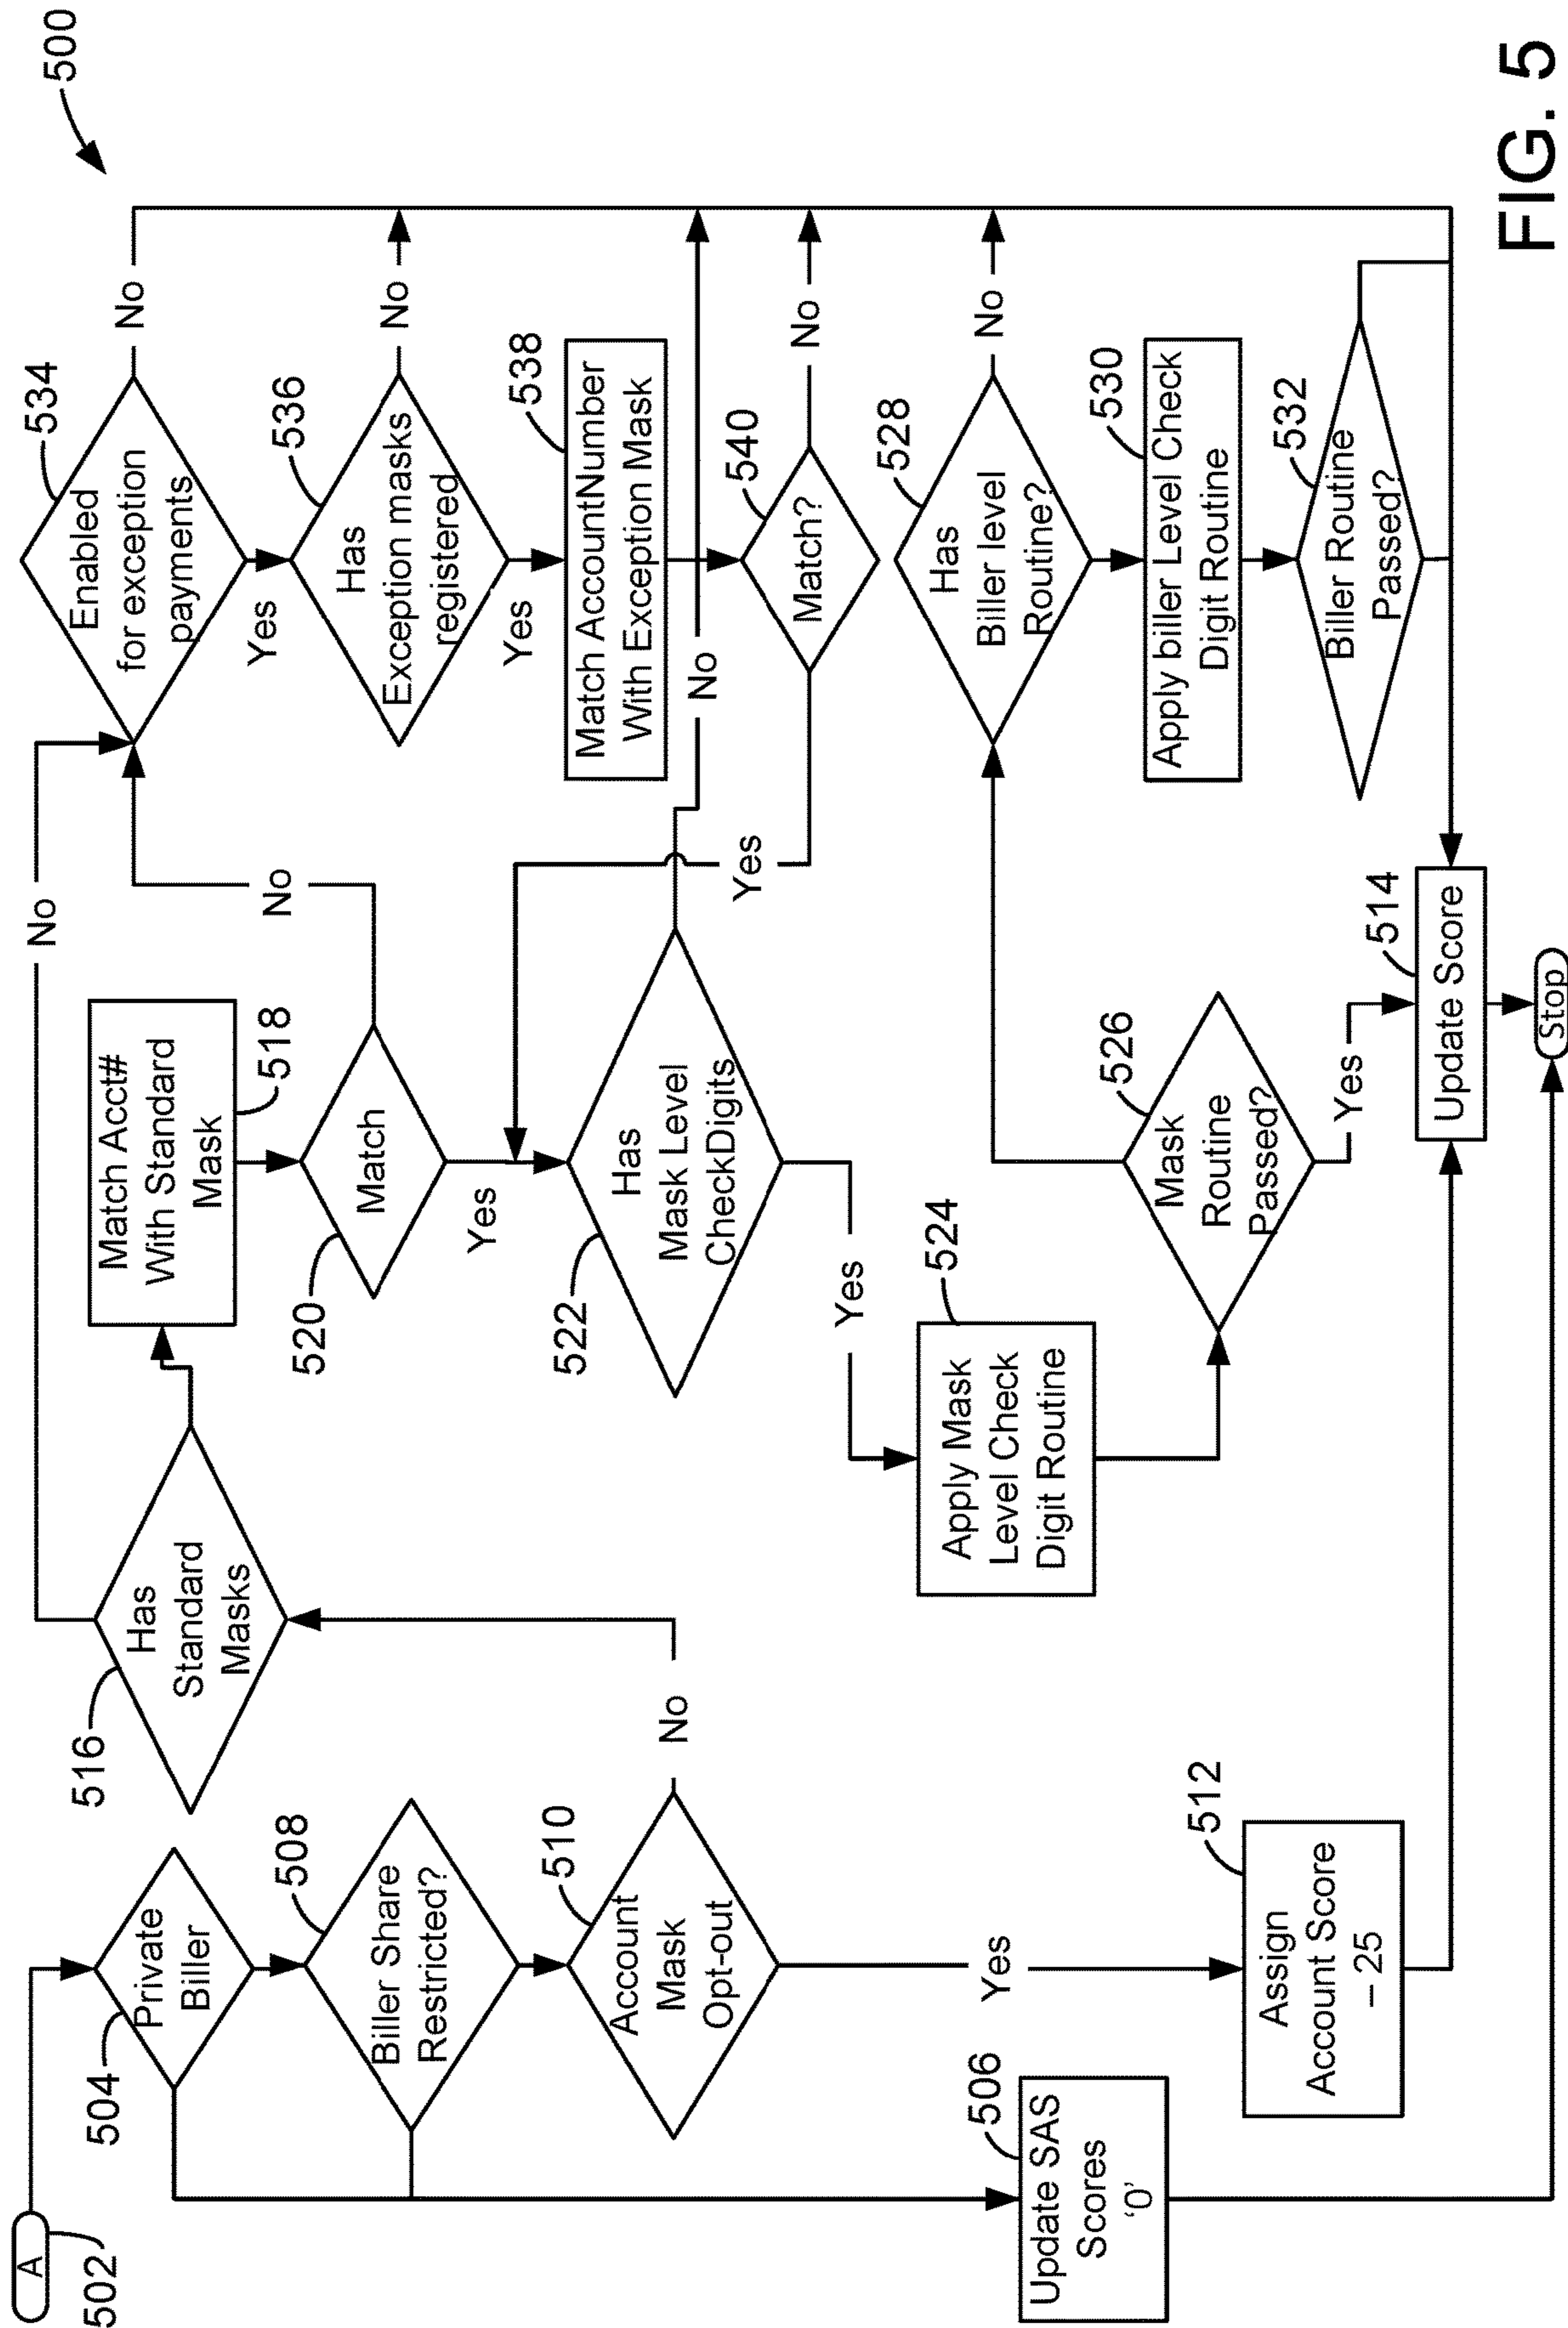 500
A
502
Private
Biller
504
Biller Share
Restricted?
508
Account
Mask
Opt-out
510
No
Yes
Update SAS
Scores
'0'
506
Assign
Account Score
– 25
512
Has
Standard
Masks
516
No
Match Acct#
With Standard
Mask
518
Match
520
No
Yes
Has
Mask Level
CheckDigits
522
No
Yes
Apply Mask
Level Check
Digit Routine
524
Mask
Routine
Passed?
526
Yes
Update Score
514
Stop
Enabled
for exception
payments
534
No
Yes
Has
Exception masks
registered
536
No
Yes
Match AccountNumber
With Exception Mask
538
Match?
540
No
Yes
Has
Biller level
Routine?
528
No
Apply biller Level Check
Digit Routine
530
Biller Routine
Passed?
532
FIG. 5